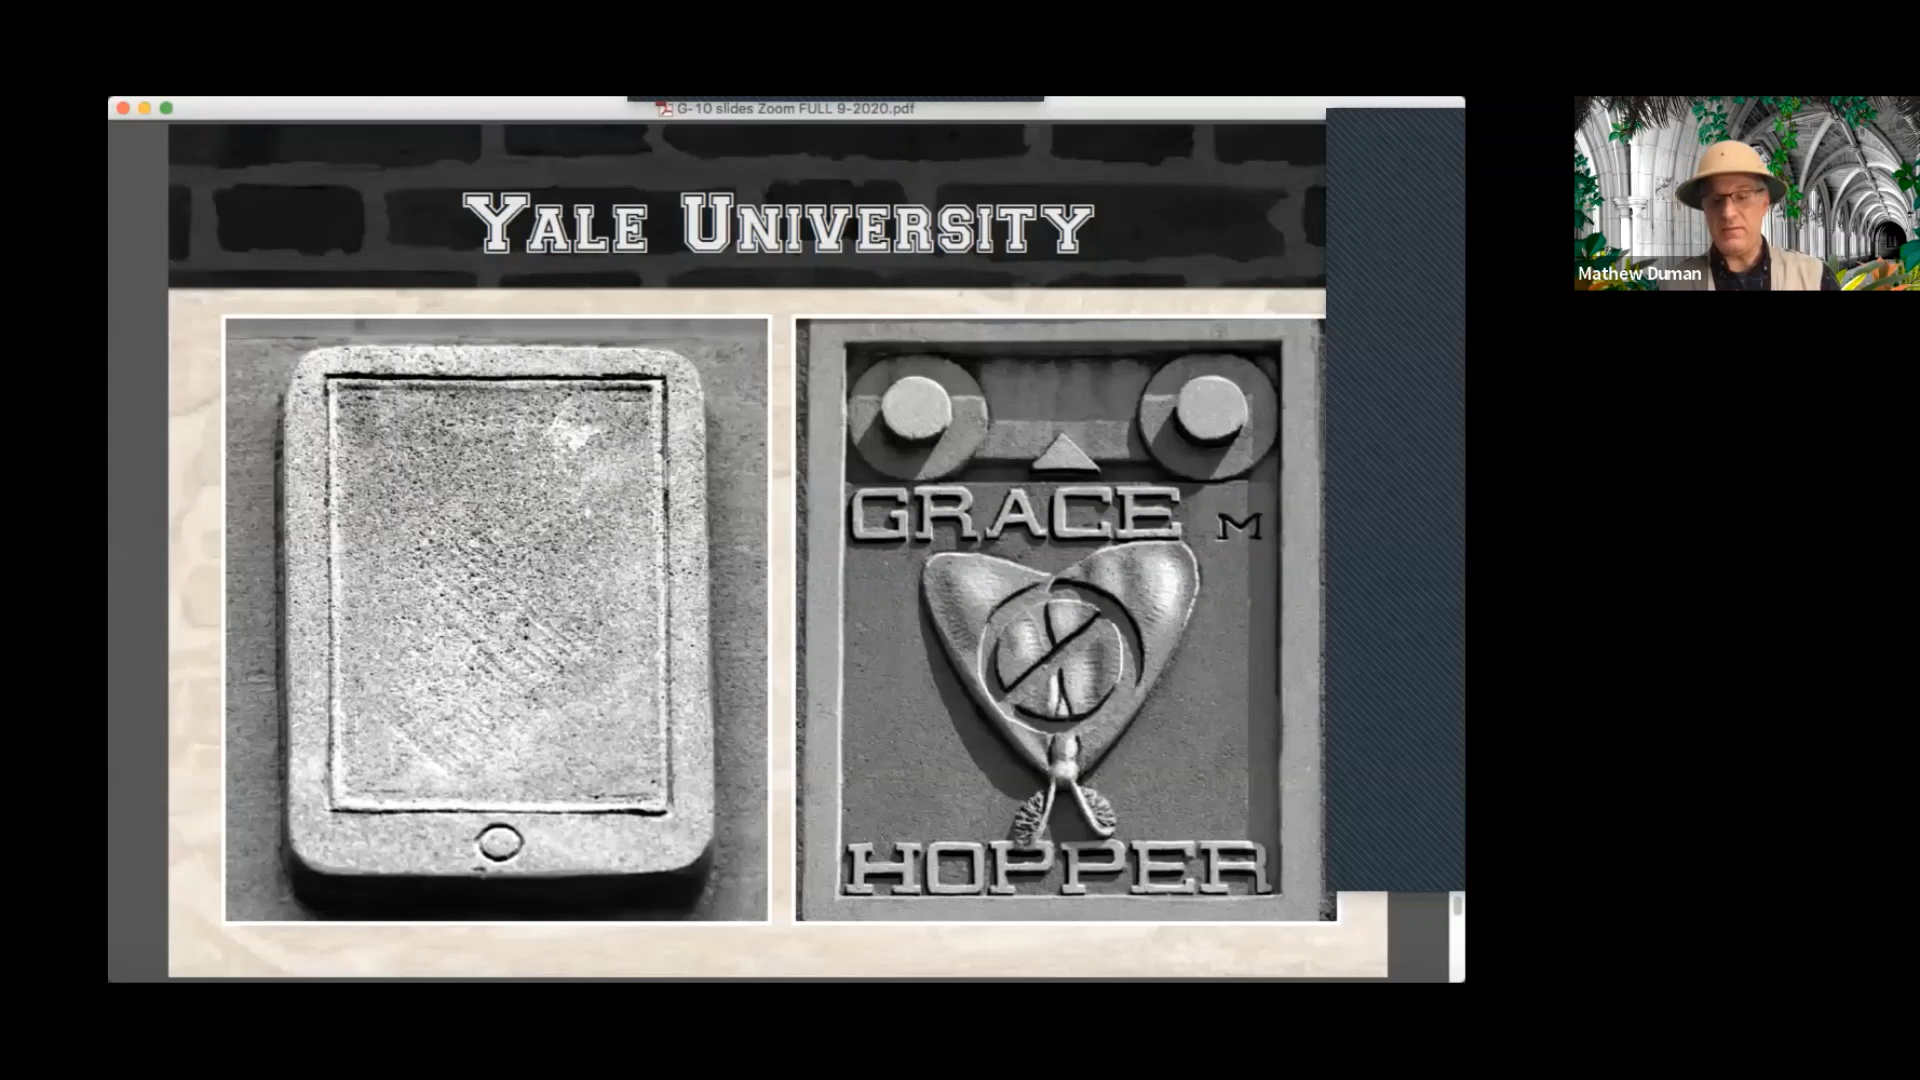 G-10 slides Zoom FULL 9-2020.pdf
YALE UNIVERSITY
GRACE M
HOPPER
Mathew Duman